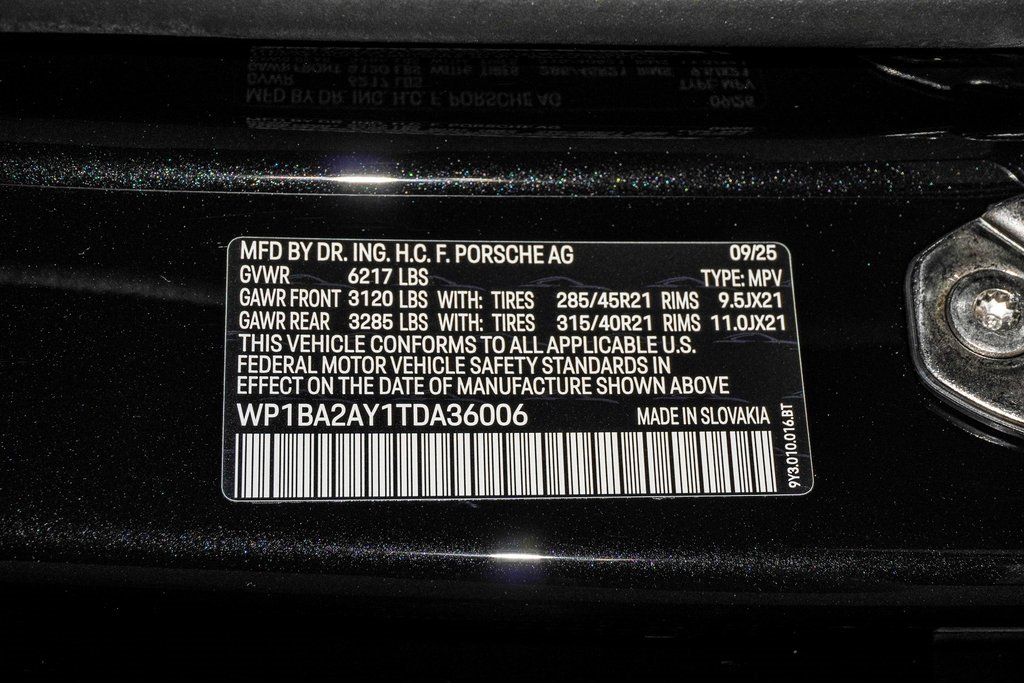 MFD BY DR. ING. H.C. F. PORSCHE AG 09/25
GVWR 6217 LBS TYPE: MPV
GAWR FRONT 3120 LBS WITH: TIRES 285/45R21 RIMS 9.5JX21
GAWR REAR 3285 LBS WITH: TIRES 315/40R21 RIMS 11.0JX21
THIS VEHICLE CONFORMS TO ALL APPLICABLE U.S.
FEDERAL MOTOR VEHICLE SAFETY STANDARDS IN
EFFECT ON THE DATE OF MANUFACTURE SHOWN ABOVE
WP1BA2AY1TDA36006 MADE IN SLOVAKIA
9Y3.010.016.BT